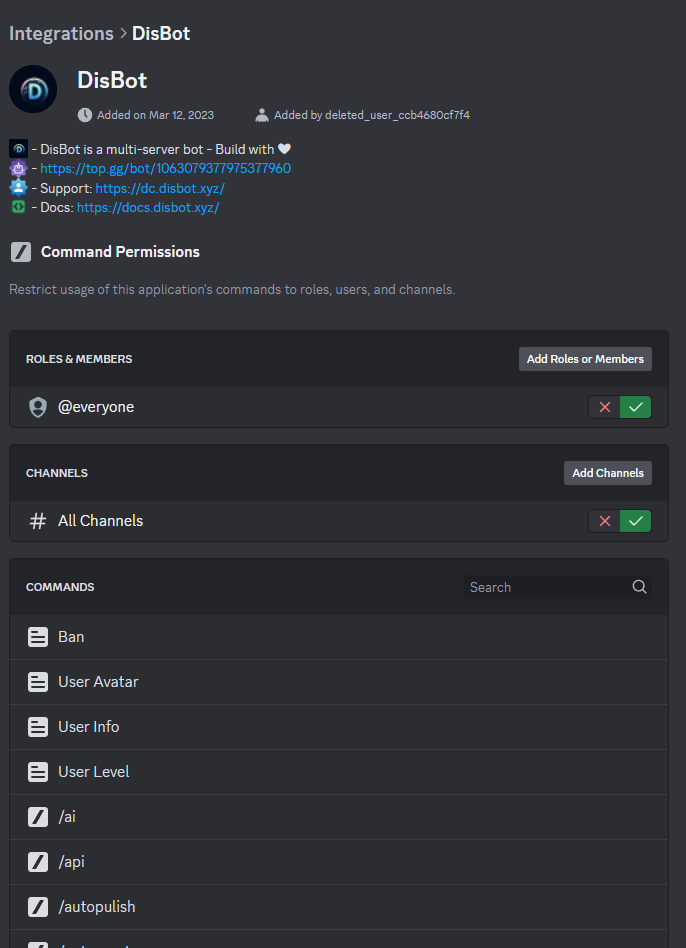 Integrations > DisBot
DisBot
Added on Mar 12, 2023 Added by deleted_user_ccb4680cf7f4
- DisBot is a multi-server bot - Build with 🤍
- https://top.gg/bot/1063079377975377960
- Support: https://dc.disbot.xyz/
- Docs: https://docs.disbot.xyz/
Command Permissions
Restrict usage of this application's commands to roles, users, and channels.
ROLES & MEMBERS Add Roles or Members
@everyone
CHANNELS Add Channels
# All Channels
COMMANDS Search
Ban
User Avatar
User Info
User Level
/ai
/api
/autopulish